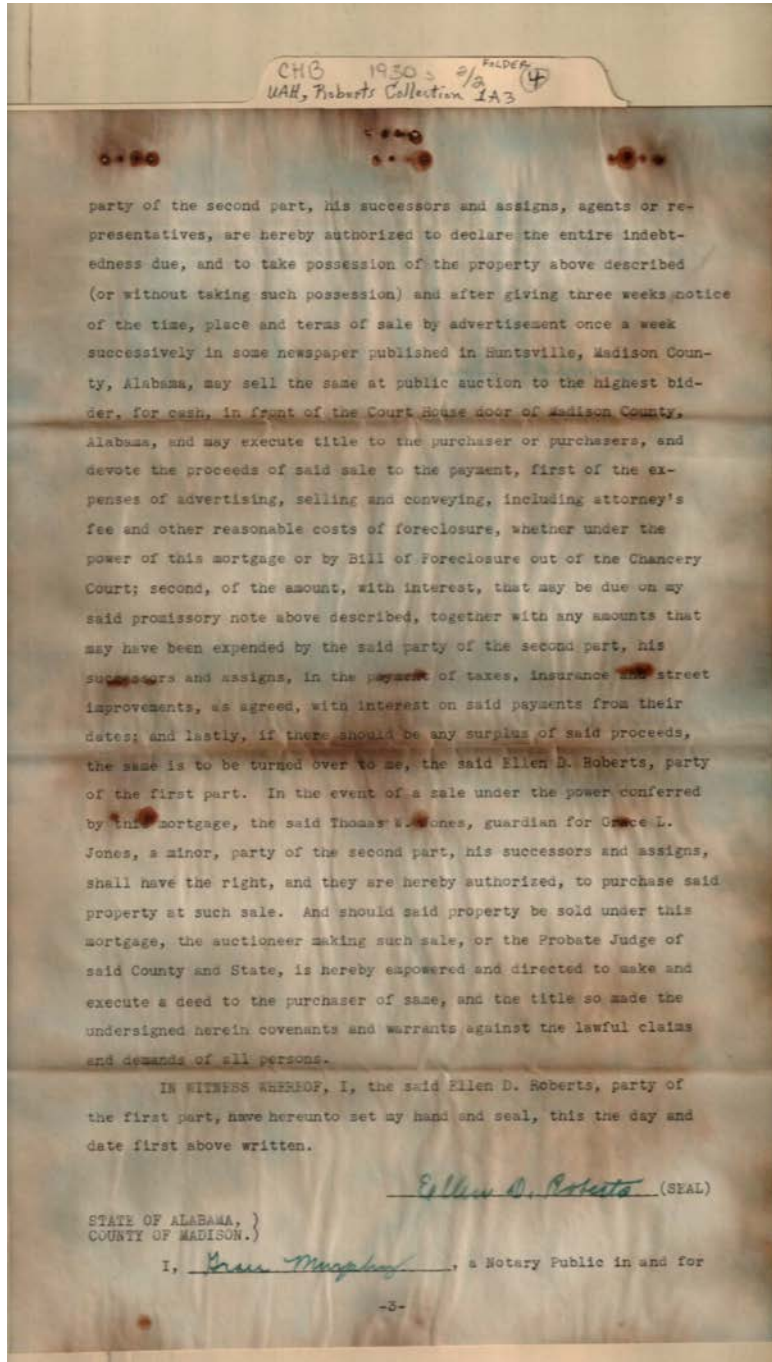 CHB 1930s 2/2 FOLDER 4
UAH, Roberts Collection 1A3
party of the second part, his successors and assigns, agents or re-
presentatives, are hereby authorized to declare the entire indebt-
edness due, and to take possession of the property above described
(or without taking such possession) and after giving three weeks notice
of the time, place and terms of sale by advertisement once a week
successively in some newspaper published in Huntsville, Madison Coun-
ty, Alabama, may sell the same at public auction to the highest bid-
der, for cash, in front of the Court House door of Madison County,
Alabama, and may execute title to the purchaser or purchasers, and
devote the proceeds of said sale to the payment, first of the ex-
penses of advertising, selling and conveying, including attorney's
fee and other reasonable costs of foreclosure, whether under the
power of this mortgage or by Bill of Foreclosure out of the Chancery
Court; second, of the amount, with interest, that may be due on my
said promissory note above described, together with any amounts that
may have been expended by the said party of the second part, his
successors and assigns, in the payment of taxes, insurance and street
improvements, as agreed, with interest on said payments from their
dates; and lastly, if there should be any surplus of said proceeds,
the same is to be turned over to me, the said Ellen D. Roberts, party
of the first part. In the event of a sale under the power conferred
by this mortgage, the said Thomas W. Jones, guardian for Grace L.
Jones, a minor, party of the second part, his successors and assigns,
shall have the right, and they are hereby authorized, to purchase said
property at such sale. And should said property be sold under this
mortgage, the auctioneer making such sale, or the Probate Judge of
said County and State, is hereby empowered and directed to make and
execute a deed to the purchaser of same, and the title so made the
undersigned herein covenants and warrants against the lawful claims
and demands of all persons.
IN WITNESS WHEREOF, I, the said Ellen D. Roberts, party of
the first part, have hereunto set my hand and seal, this the day and
date first above written.
Ellen D. Roberts (SEAL)
STATE OF ALABAMA, )
COUNTY OF MADISON.)
I, Murphy, a Notary Public in and for
-3-